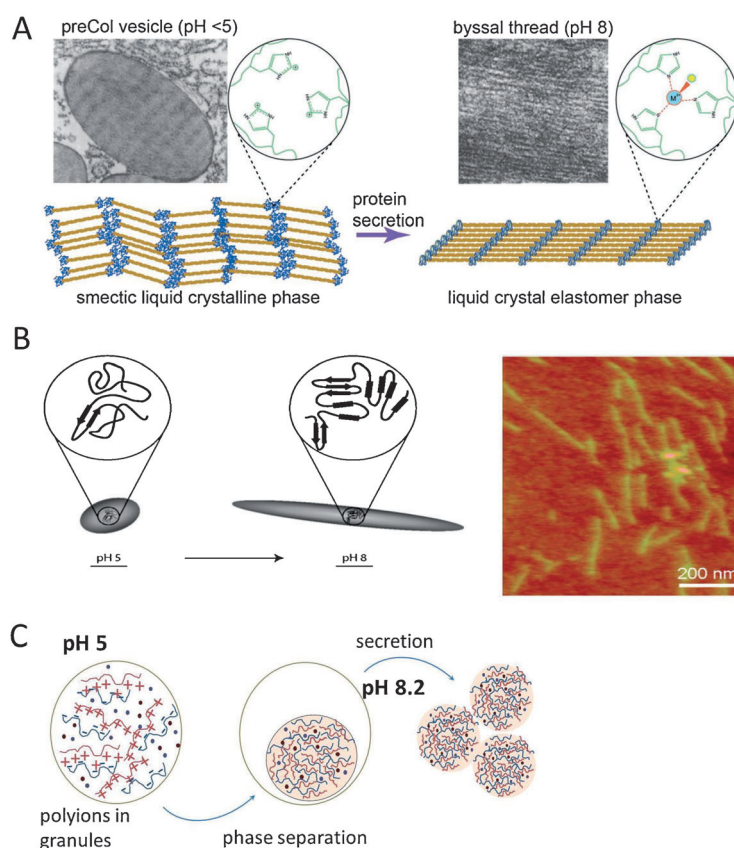 A
preCol vesicle (pH <5)
byssal thread (pH 8)
protein
secretion
smectic liquid crystalline phase
liquid crystal elastomer phase
B
pH 5
pH 8
200 nm
C
pH 5
secretion
pH 8.2
polyions in
granules
phase separation